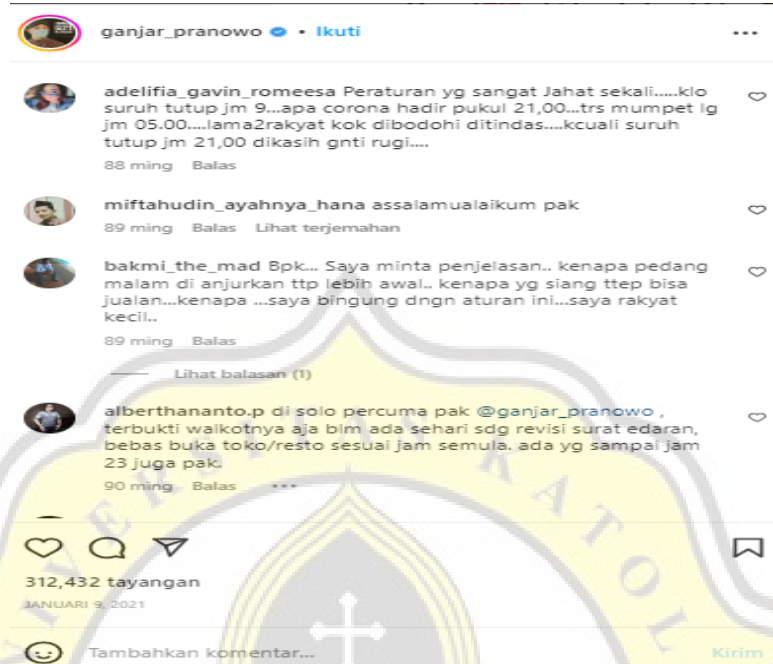 ganjar_pranowo • Ikuti
adelifia_gavin_romeesa Peraturan yg sangat Jahat sekali.....klo
suruh tutup jm 9...apa corona hadir pukul 21,00...trs mumpet lg
jm 05.00....lama2rakyat kok dibodohi ditindas....kcuali suruh
tutup jm 21,00 dikasih gnti rugi....
88 ming Balas
miftahudin_ayahnya_hana assalamualaikum pak
89 ming Balas Lihat terjemahan
bakmi_the_mad Bpk... Saya minta penjelasan.. kenapa pedang
malam di anjurkan ttp lebih awal.. kenapa yg siang ttep bisa
jualan...kenapa ...saya bingung dngn aturan ini...saya rakyat
kecil..
89 ming Balas
Lihat balasan (1)
alberthananto.p di solo percuma pak @ganjar_pranowo ,
terbukti walkotnya aja blm ada sehari sdg revisi surat edaran,
bebas buka toko/resto sesuai jam semula. ada yg sampai jam
23 juga pak.
90 ming Balas
312,432 tayangan
JANUARI 9, 2021
Tambahkan komentar...
Kirim
UNIVERSITAS KATOL